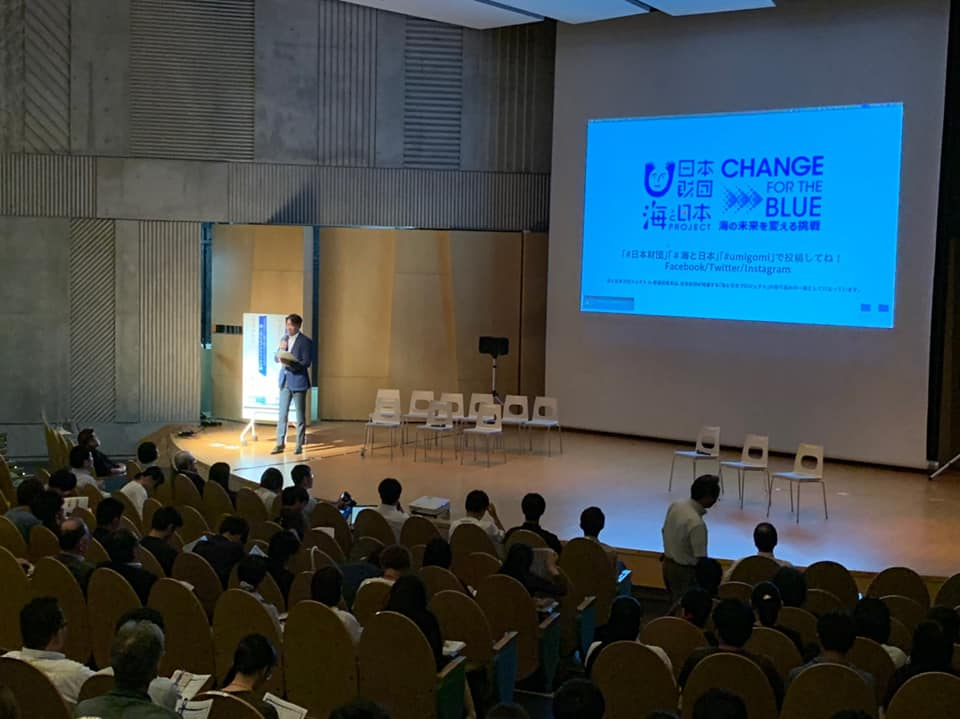 日本
財団
海と日本
PROJECT
CHANGE
FOR THE
BLUE
海の未来を変える挑戦
「#日本財団」「＃海と日本」「#umigomi」で投稿してね！
Facebook/Twitter/Instagram